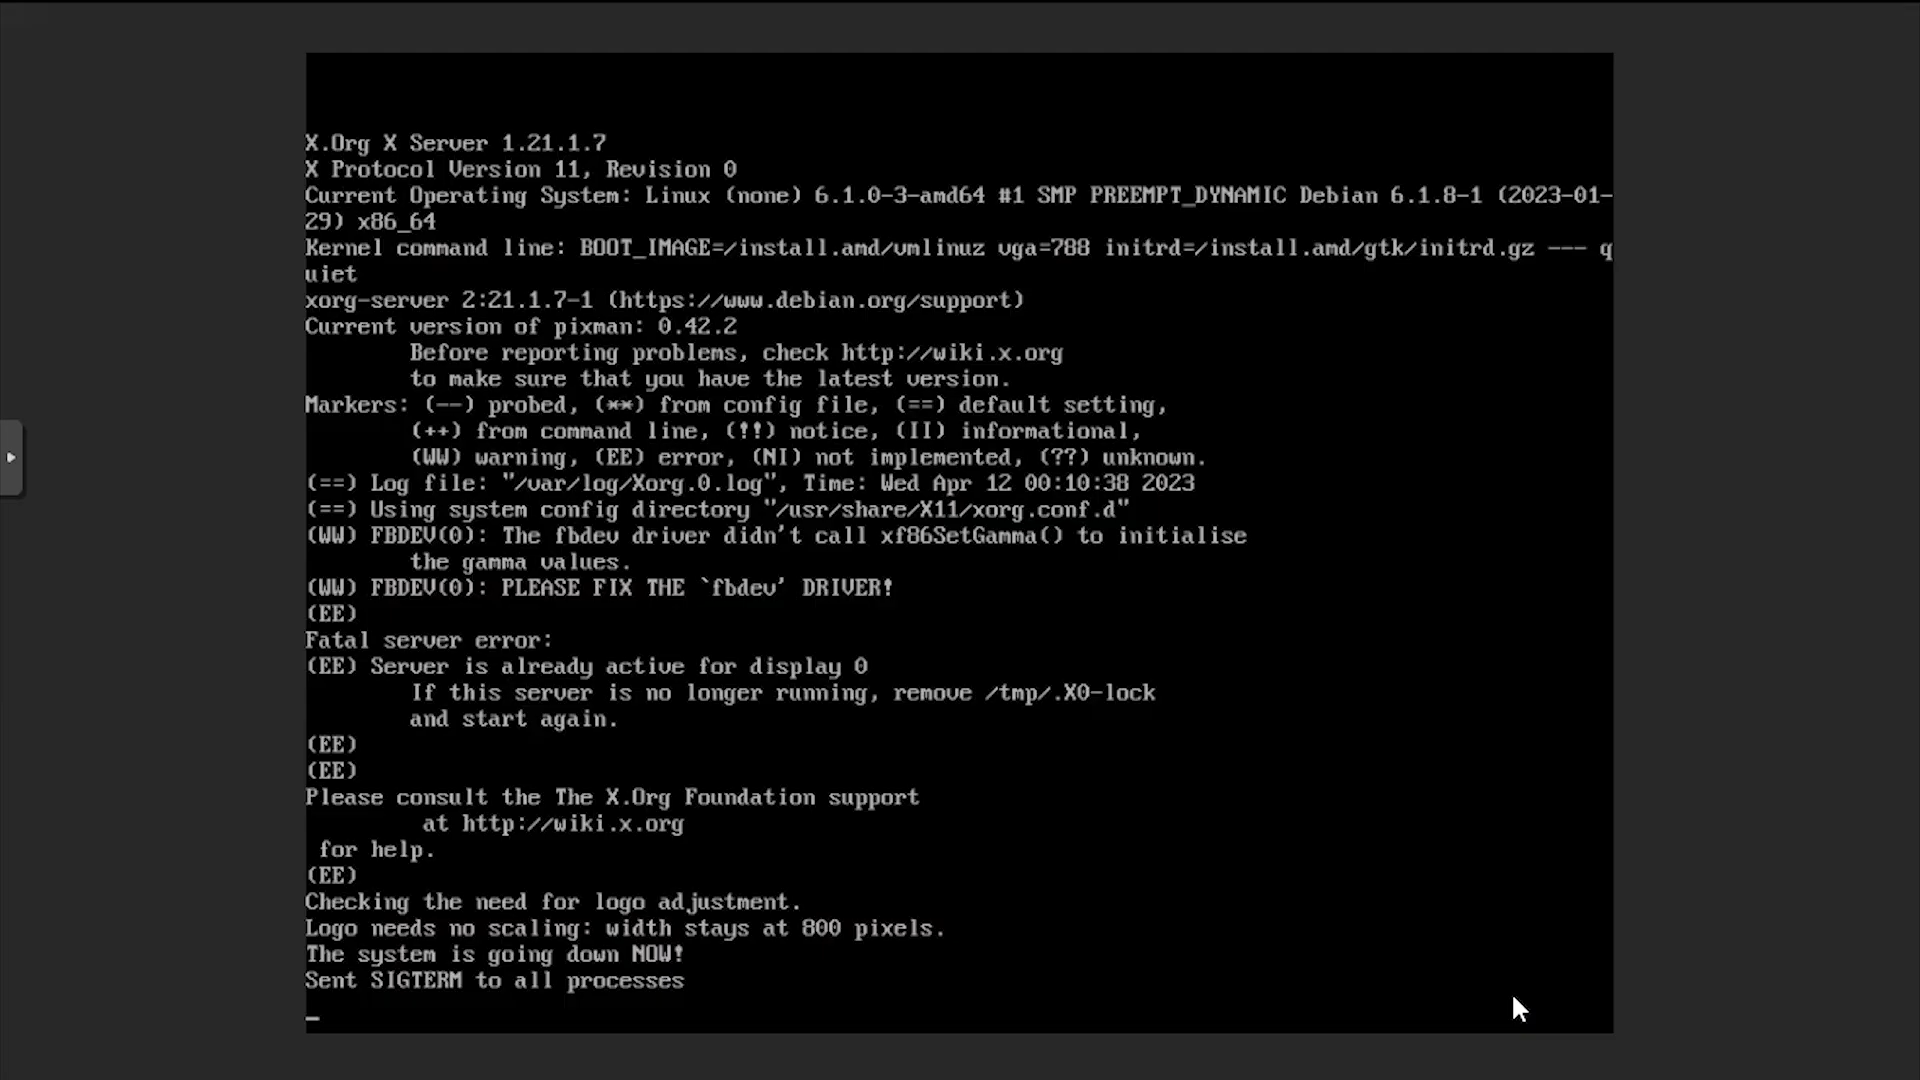 X.Org X Server 1.21.1.7
X Protocol Version 11, Revision 0
Current Operating System: Linux (none) 6.1.0-3-amd64 #1 SMP PREEMPT_DYNAMIC Debian 6.1.8-1 (2023-01-
29) x86_64
Kernel command line: BOOT_IMAGE=/install.amd/vmlinuz vga=788 initrd=/install.amd/gtk/initrd.gz --- q
uiet
xorg-server 2:21.1.7-1 (https://www.debian.org/support)
Current version of pixman: 0.42.2
        Before reporting problems, check http://wiki.x.org
        to make sure that you have the latest version.
Markers: (--) probed, (**) from config file, (==) default setting,
        (++) from command line, (!!) notice, (II) informational,
        (WW) warning, (EE) error, (NI) not implemented, (??) unknown.
(==) Log file: "/var/log/Xorg.0.log", Time: Wed Apr 12 00:10:38 2023
(==) Using system config directory "/usr/share/X11/xorg.conf.d"
(WW) FBDEV(0): The fbdev driver didn't call xf86SetGamma() to initialise
        the gamma values.
(WW) FBDEV(0): PLEASE FIX THE `fbdev' DRIVER!
(EE)
Fatal server error:
(EE) Server is already active for display 0
        If this server is no longer running, remove /tmp/.X0-lock
        and start again.
(EE)
(EE)
Please consult the The X.Org Foundation support
         at http://wiki.x.org
 for help.
(EE)
Checking the need for logo adjustment.
Logo needs no scaling: width stays at 800 pixels.
The system is going down NOW!
Sent SIGTERM to all processes